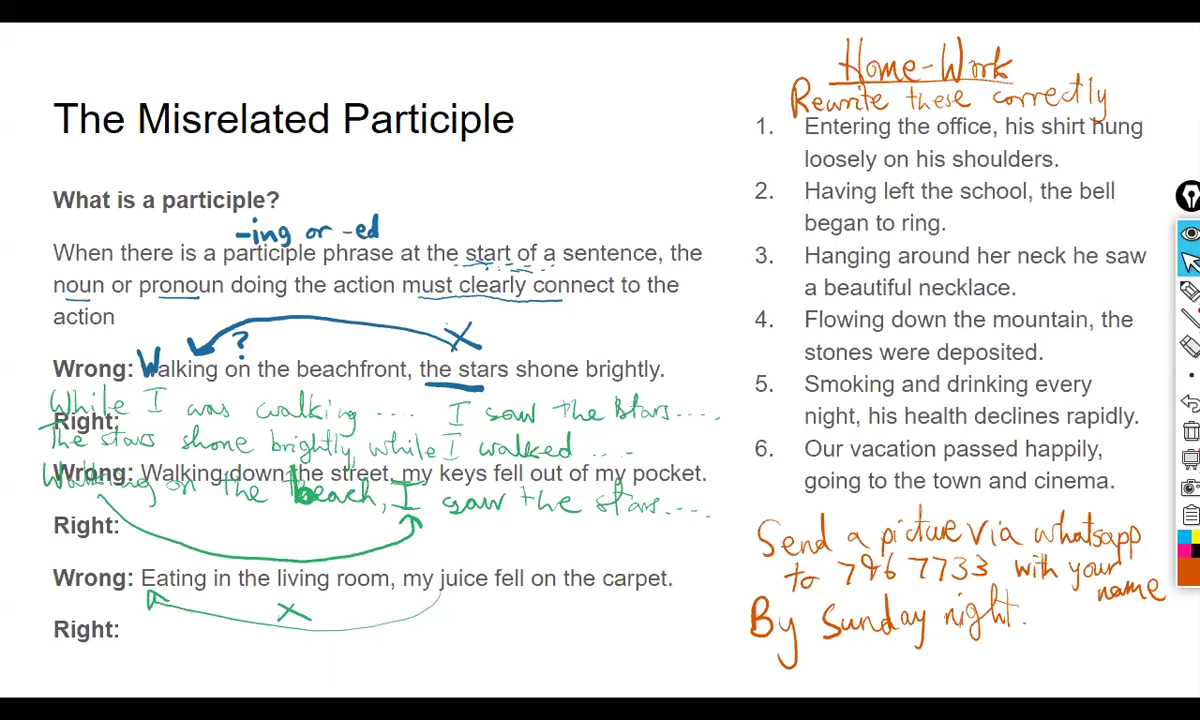 The Misrelated Participle
What is a participle?
-ing or -ed
When there is a participle phrase at the start of a sentence, the
noun or pronoun doing the action must clearly connect to the
action
?
Wrong: Walking on the beachfront, the stars shone brightly.
While I was walking .... I saw the stars....
Right:
The stars shone brightly, while I walked ....
Wrong: Walking down the street, my keys fell out of my pocket.
Walking on the beach, I saw the stars....
Right:
Wrong: Eating in the living room, my juice fell on the carpet.
Right:
Home-Work
Rewrite these correctly
1. Entering the office, his shirt hung
loosely on his shoulders.
2. Having left the school, the bell
began to ring.
3. Hanging around her neck he saw
a beautiful necklace.
4. Flowing down the mountain, the
stones were deposited.
5. Smoking and drinking every
night, his health declines rapidly.
6. Our vacation passed happily,
going to the town and cinema.
Send a picture via whatsapp
to 7967733 with your
name
By Sunday night.